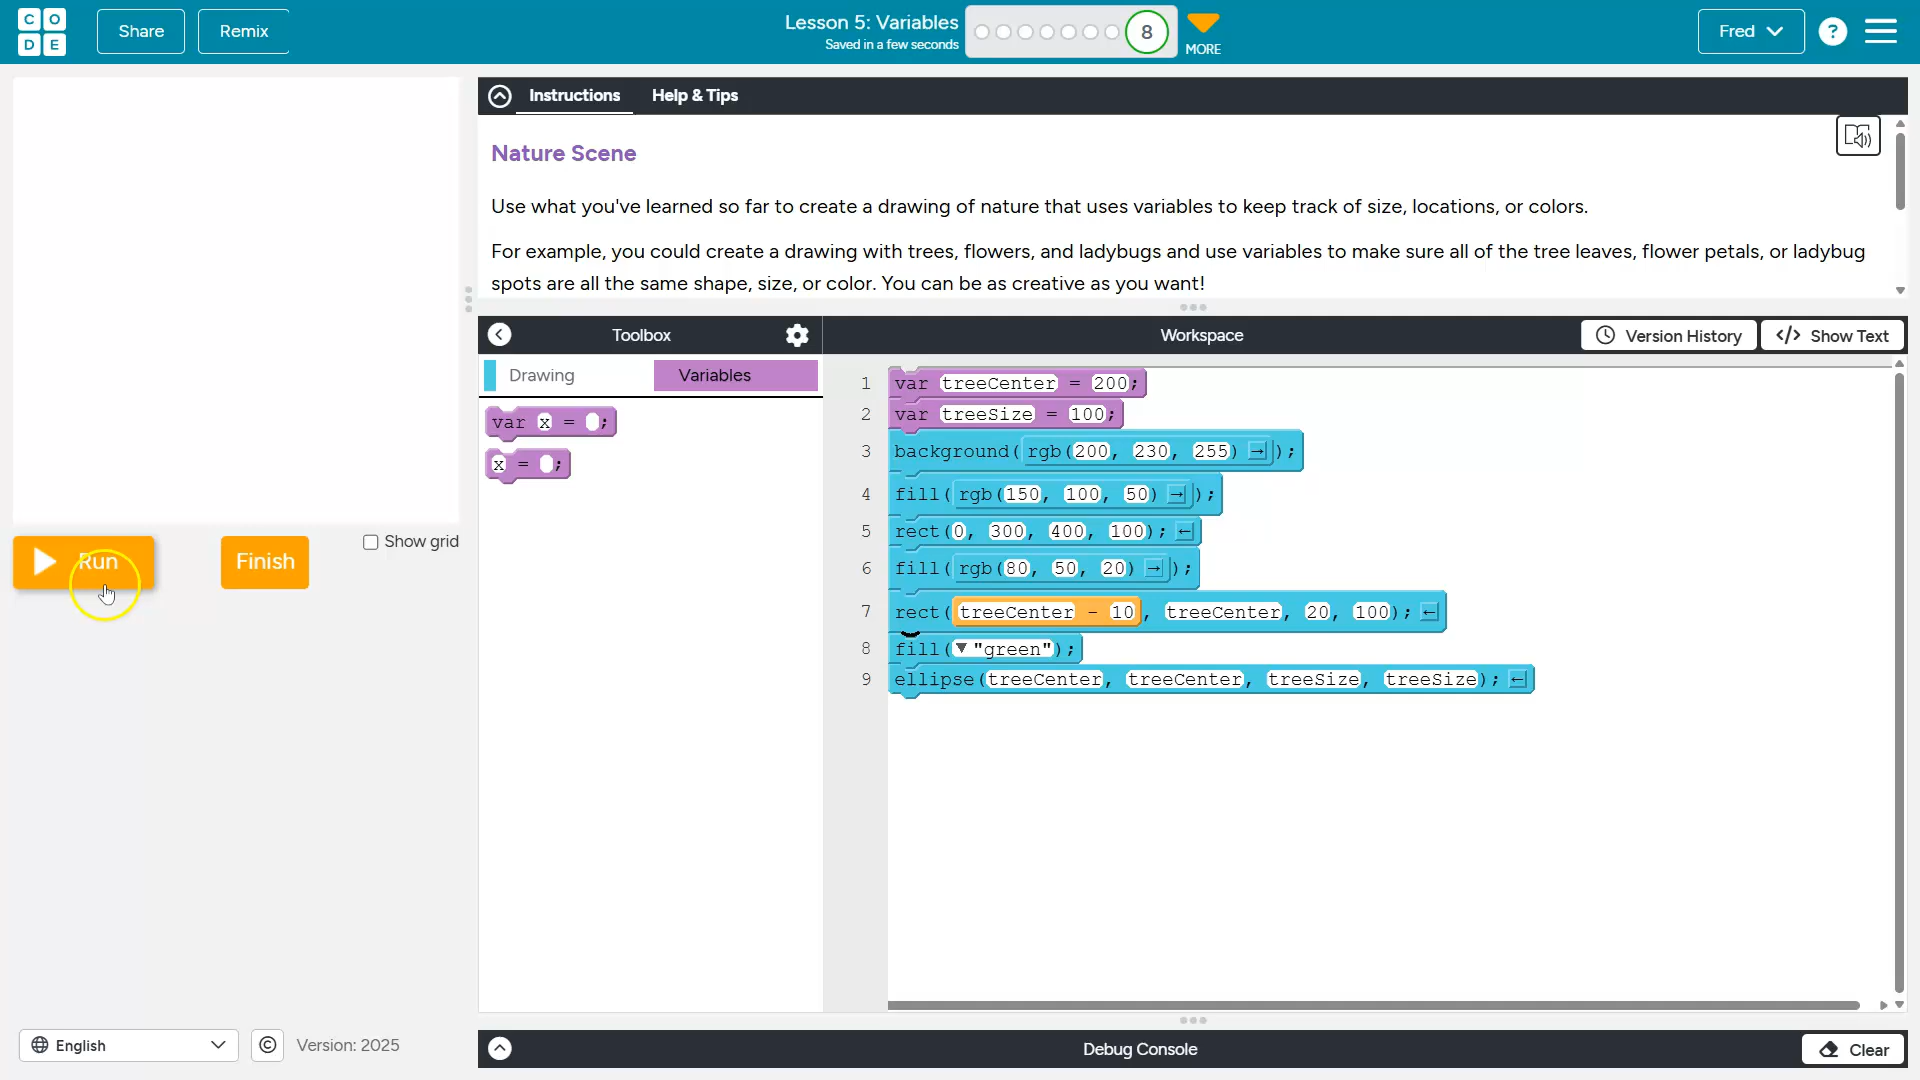 CODE
Share
Remix
Lesson 5: Variables
Saved in a few seconds
8
MORE
Fred
?
Instructions
Help & Tips
Nature Scene
Use what you've learned so far to create a drawing of nature that uses variables to keep track of size, locations, or colors.
For example, you could create a drawing with trees, flowers, and ladybugs and use variables to make sure all of the tree leaves, flower petals, or ladybug
spots are all the same shape, size, or color. You can be as creative as you want!
Toolbox
Workspace
Version History
</> Show Text
Drawing
Variables
var x = ;
x = ;
1 var treeCenter = 200;
2 var treeSize = 100;
3 background(rgb(200, 230, 255));
4 fill(rgb(150, 100, 50));
5 rect(0, 300, 400, 100);
6 fill(rgb(80, 50, 20));
7 rect(treeCenter - 10, treeCenter, 20, 100);
8 fill("green");
9 ellipse(treeCenter, treeCenter, treeSize, treeSize);
Run
Finish
Show grid
English
©
Version: 2025
Debug Console
Clear